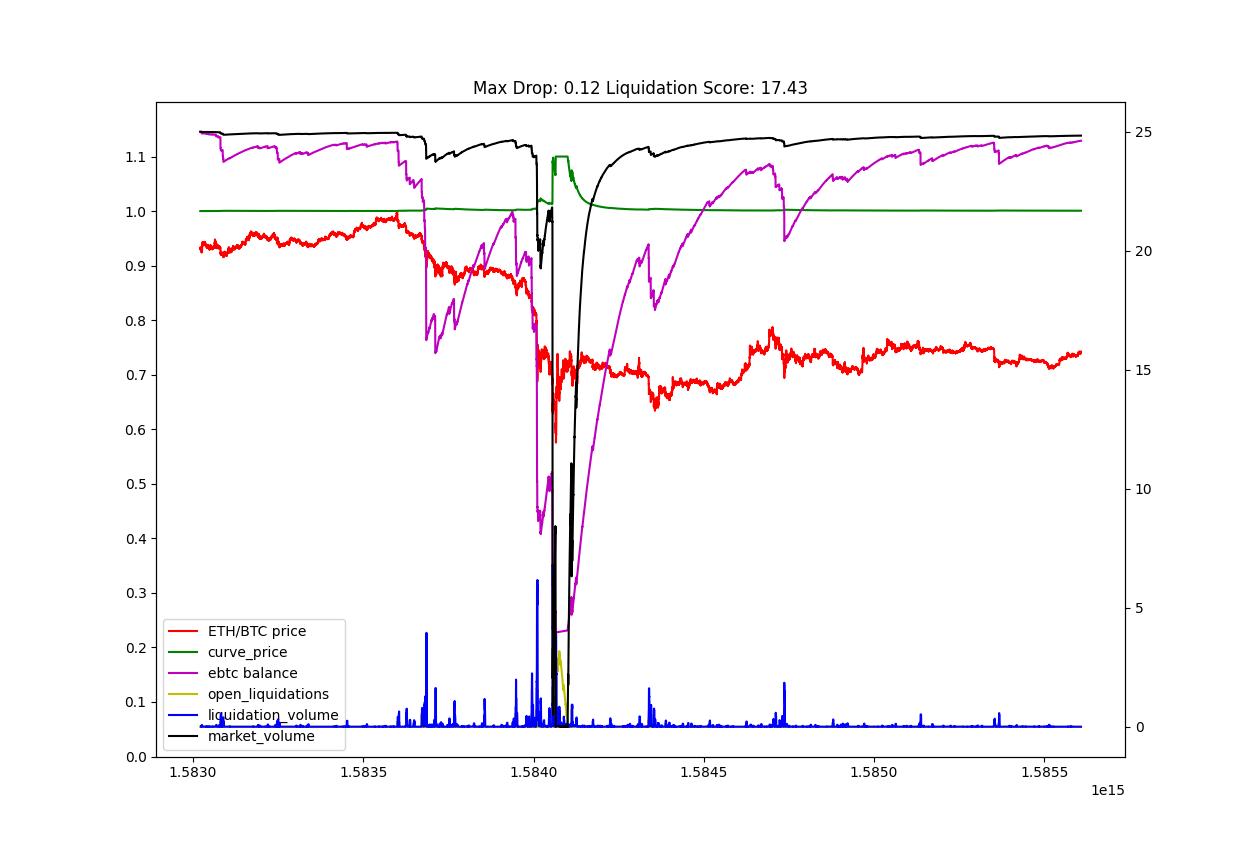 Max Drop: 0.12 Liquidation Score: 17.43
1.1
1.0
0.9
0.8
0.7
0.6
0.5
0.4
0.3
0.2
0.1
0.0
25
20
15
10
5
0
ETH/BTC price
curve_price
ebtc balance
open_liquidations
liquidation_volume
market_volume
1.5830 1.5835 1.5840 1.5845 1.5850 1.5855
1e15